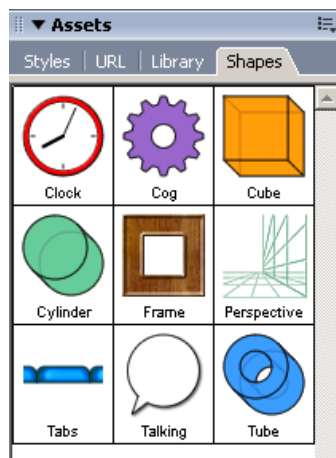 Assets
Styles URL Library Shapes
Clock Cog Cube
Cylinder Frame Perspective
Tabs Talking Tube